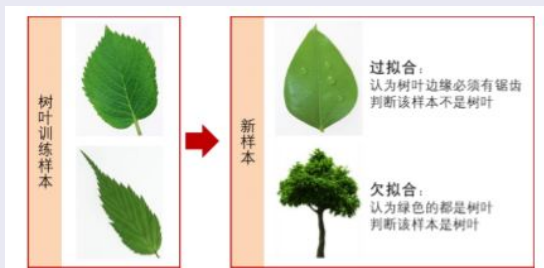 树叶训练样本
新样本
过拟合：
认为树叶边缘必须有锯齿
判断该样本不是树叶
欠拟合：
认为绿色的都是树叶
判断该样本是树叶